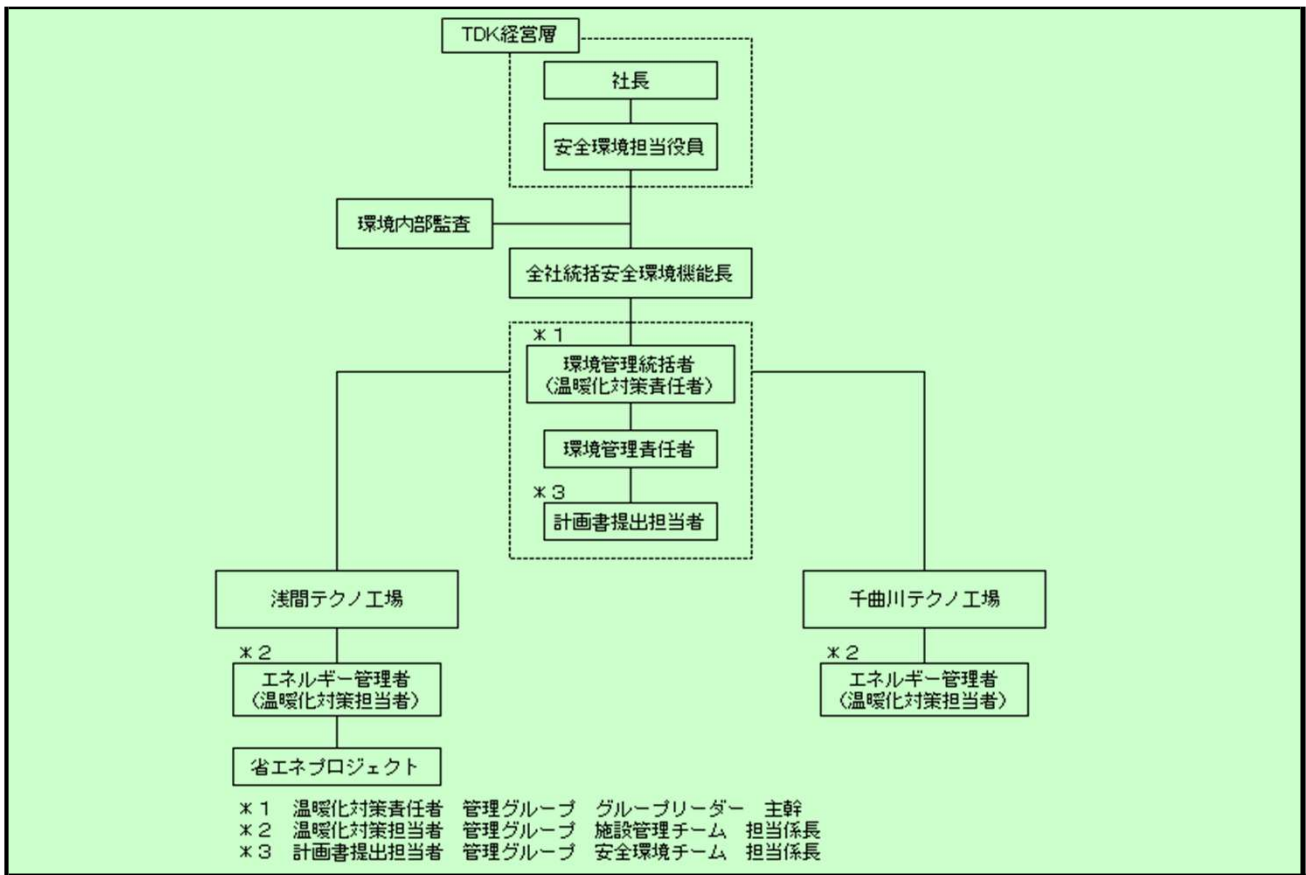 TDK経営層
社長
安全環境担当役員
環境内部監査
全社統括安全環境機能長
＊１
環境管理統括者
（温暖化対策責任者）
環境管理責任者
＊３
計画書提出担当者
浅間テクノ工場
千曲川テクノ工場
＊２
エネルギー管理者
（温暖化対策担当者）
＊２
エネルギー管理者
（温暖化対策担当者）
省エネプロジェクト
＊１　温暖化対策責任者　管理グループ　グループリーダー　主幹
＊２　温暖化対策担当者　管理グループ　施設管理チーム　担当係長
＊３　計画書提出担当者　管理グループ　安全環境チーム　担当係長